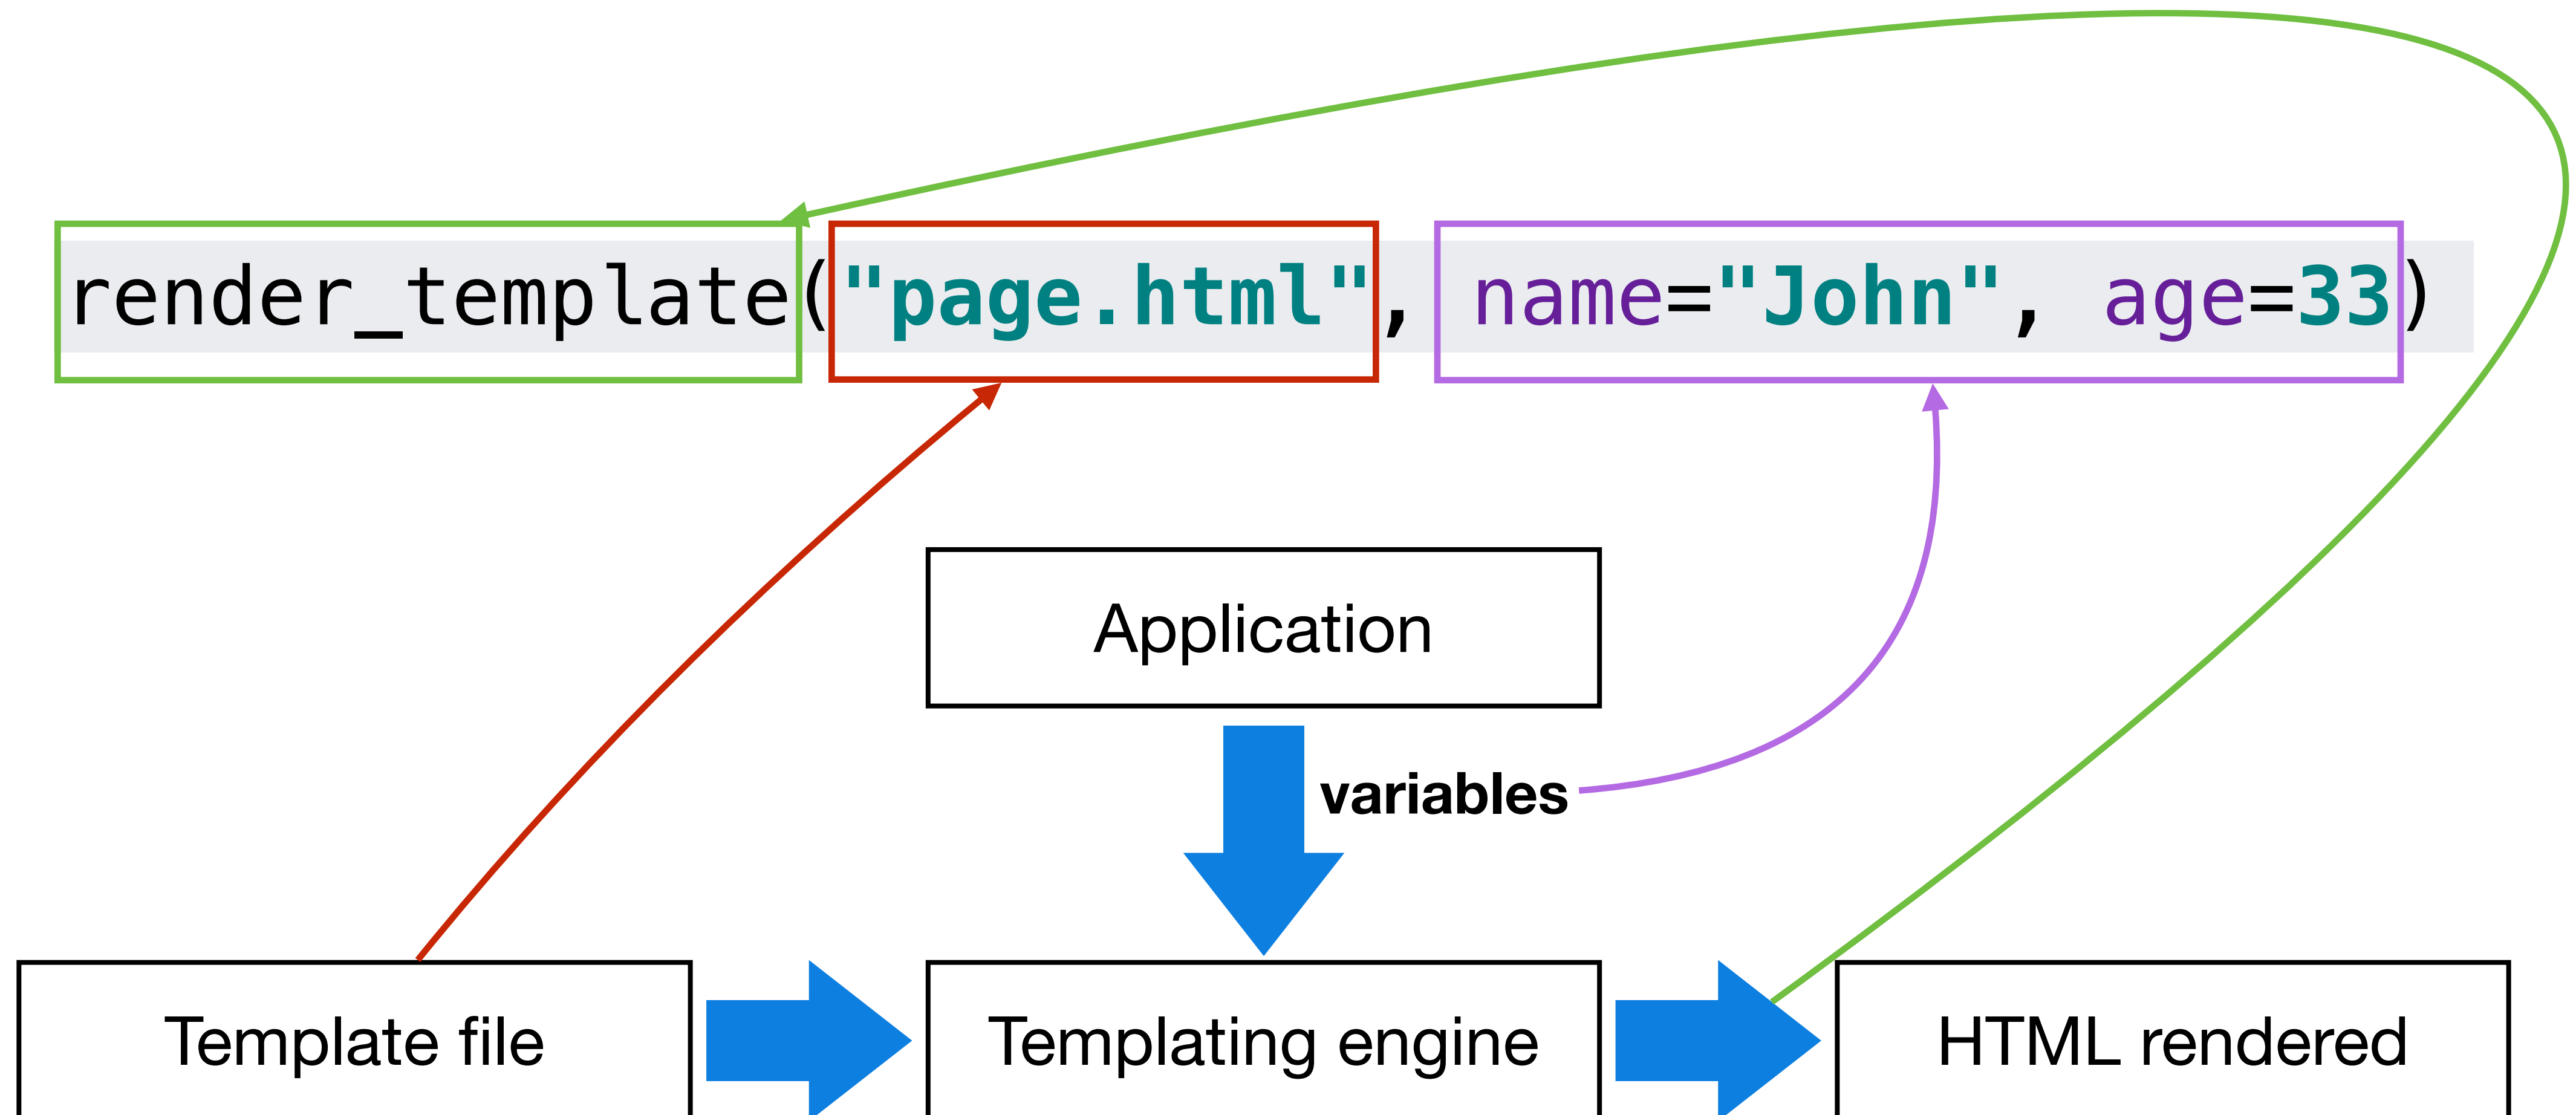 render_template("page.html", name="John", age=33)
Application
variables
Template file
Templating engine
HTML rendered